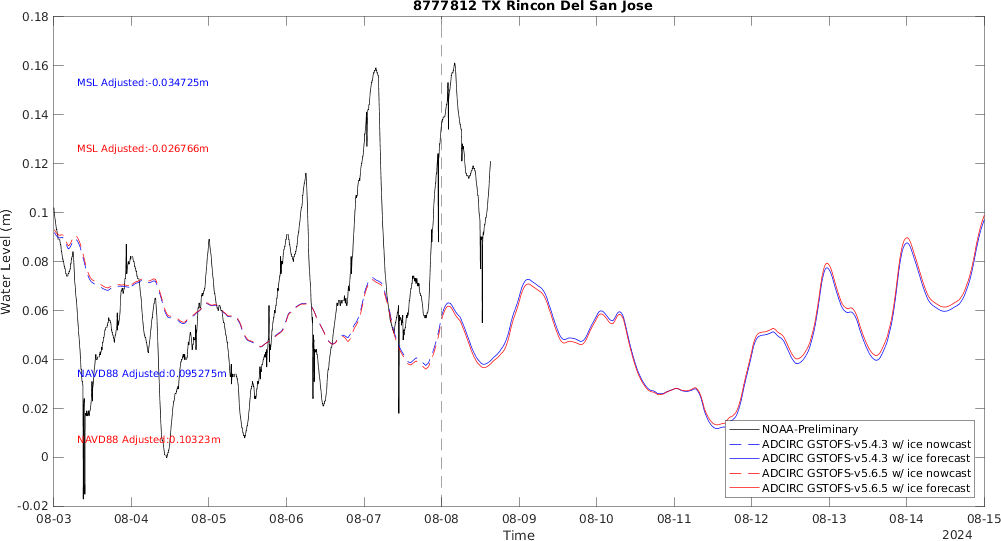 8777812 TX Rincon Del San Jose
0.18
0.16
0.14
0.12
0.1
0.08
0.06
0.04
0.02
0
-0.02
Water Level (m)
MSL Adjusted:-0.034725m
MSL Adjusted:-0.026766m
NAVD88 Adjusted:0.095275m
NAVD88 Adjusted:0.10323m
NOAA-Preliminary
ADCIRC GSTOFS-v5.4.3 w/ ice nowcast
ADCIRC GSTOFS-v5.4.3 w/ ice forecast
ADCIRC GSTOFS-v5.6.5 w/ ice nowcast
ADCIRC GSTOFS-v5.6.5 w/ ice forecast
08-03 08-04 08-05 08-06 08-07 08-08 08-09 08-10 08-11 08-12 08-13 08-14 08-15
Time
2024